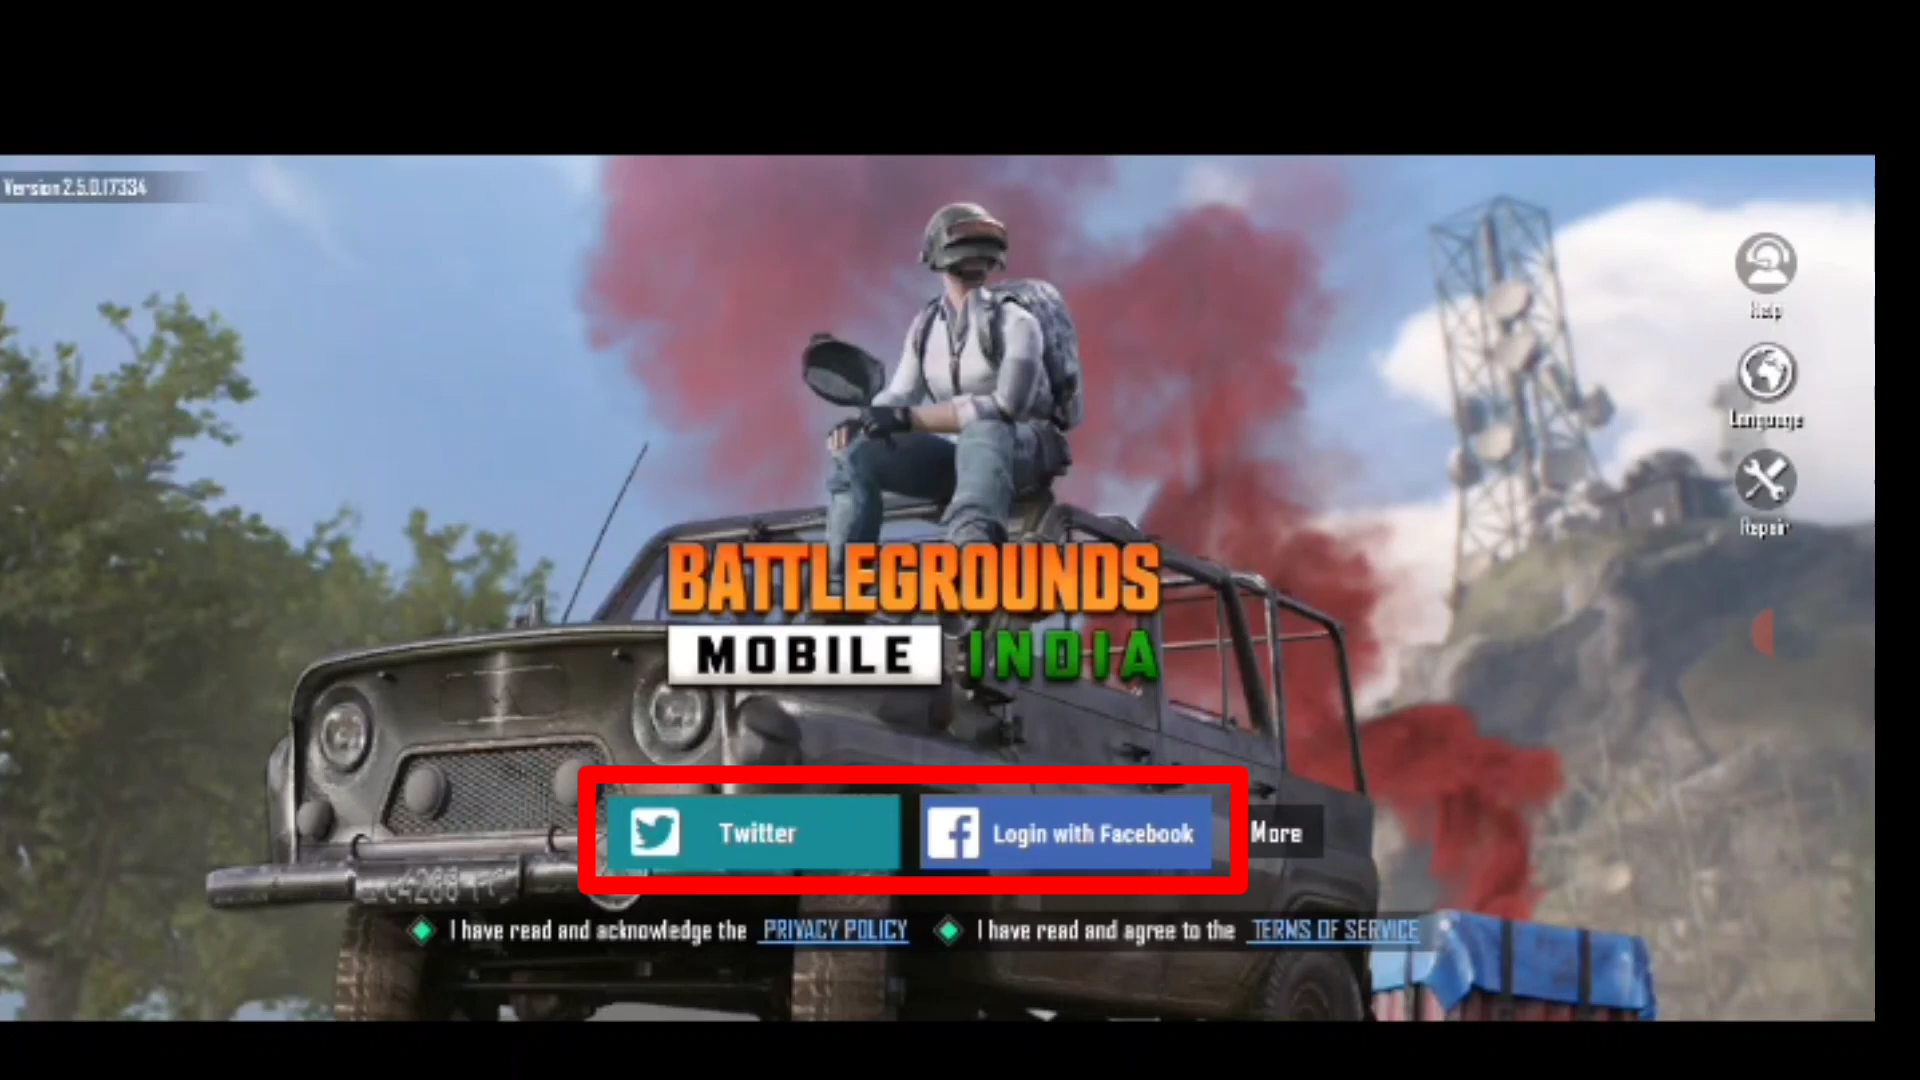 Version 2.5.0.17334
Help
Language
Repair
BATTLEGROUNDS
MOBILE INDIA
Twitter
Login with Facebook
More
I have read and acknowledge the PRIVACY POLICY
I have read and agree to the TERMS OF SERVICE